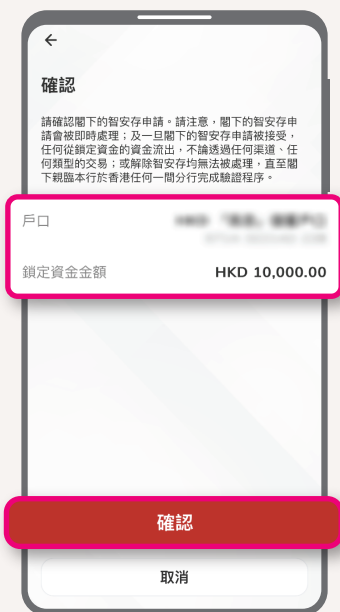 確認
請確認閣下的智安存申請。請注意，閣下的智安存申
請會被即時處理；及一旦閣下的智安存申請被接受，
任何從鎖定資金的資金流出，不論透過任何渠道、任
何類型的交易；或解除智安存均無法被處理，直至閣
下親臨本行於香港任何一間分行完成驗證程序。
戶口
鎖定資金金額 HKD 10,000.00
確認
取消